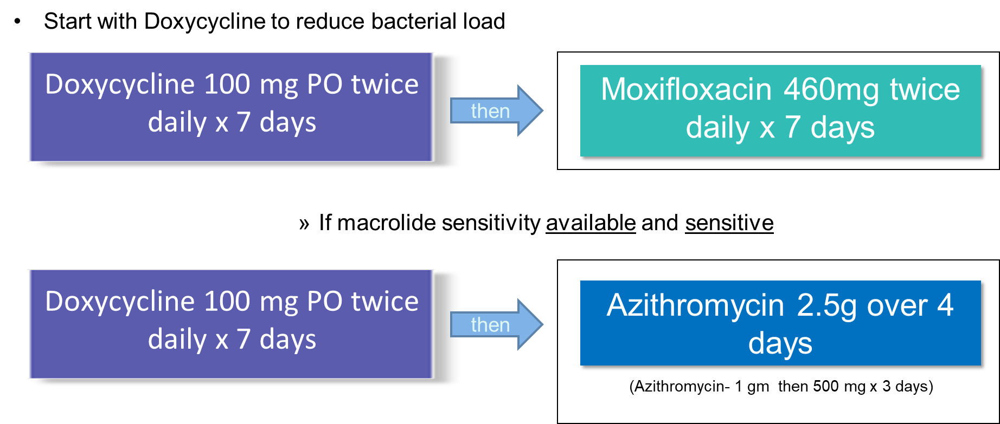 • Start with Doxycycline to reduce bacterial load
Doxycycline 100 mg PO twice
daily x 7 days
then
Moxifloxacin 460mg twice
daily x 7 days
» If macrolide sensitivity available and sensitive
Doxycycline 100 mg PO twice
daily x 7 days
then
Azithromycin 2.5g over 4
days
(Azithromycin- 1 gm then 500 mg x 3 days)